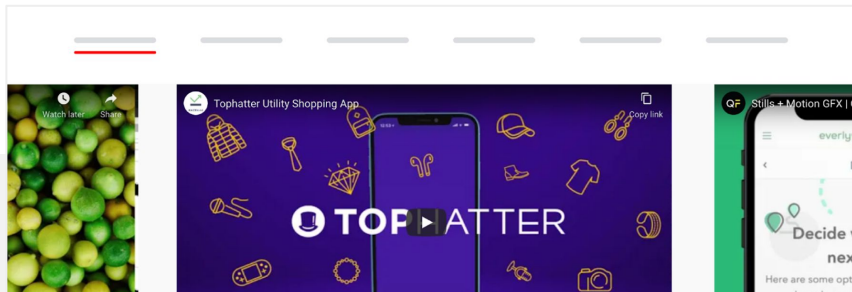 Watch later
Share
Tophatter Utility Shopping App
Copy link
TOPHATTER
QF
Stills + Motion GFX |
everly
Decide
nex
Here are some opt